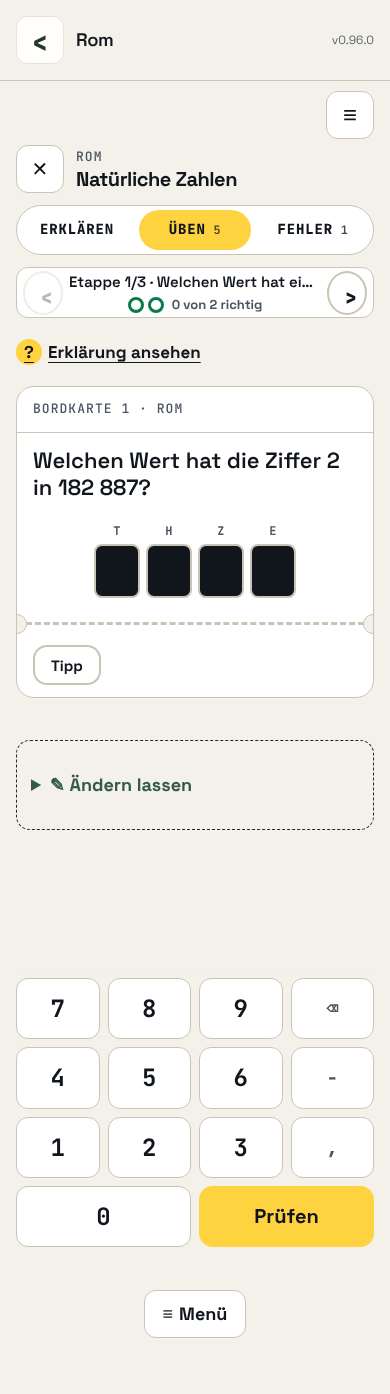 <
Rom
v0.96.0
≡
×
ROM
Natürliche Zahlen
ERKLÄREN
ÜBEN 5
FEHLER 1
<
Etappe 1/3 · Welchen Wert hat ei...
0 von 2 richtig
>
? Erklärung ansehen
BORDKARTE 1 · ROM
Welchen Wert hat die Ziffer 2
in 182 887?
T H Z E
Tipp
▶ ✎ Ändern lassen
7 8 9 ⌫
4 5 6 -
1 2 3 ,
0 Prüfen
≡ Menü